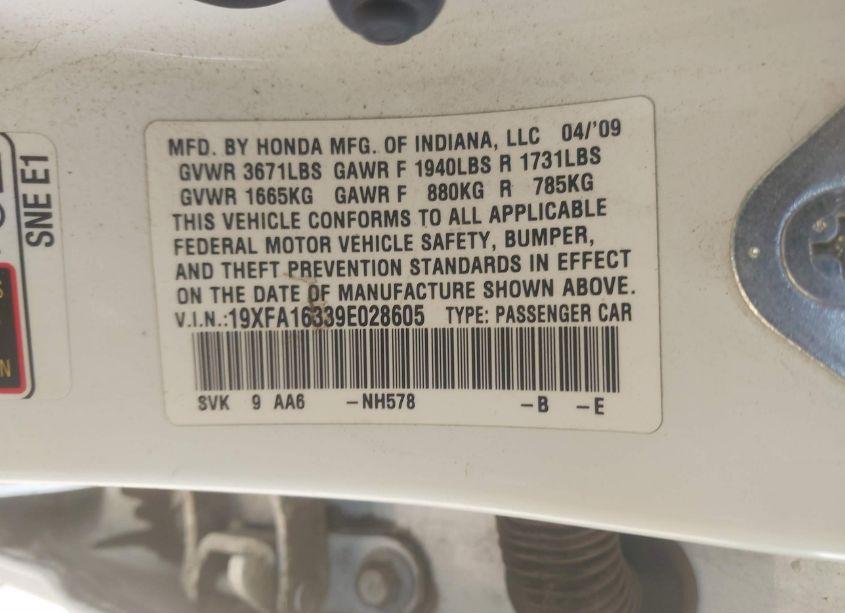 MFD. BY HONDA MFG. OF INDIANA, LLC 04/'09
GVWR 3671LBS GAWR F 1940LBS R 1731LBS
GVWR 1665KG GAWR F 880KG R 785KG
THIS VEHICLE CONFORMS TO ALL APPLICABLE
FEDERAL MOTOR VEHICLE SAFETY, BUMPER,
AND THEFT PREVENTION STANDARDS IN EFFECT
ON THE DATE OF MANUFACTURE SHOWN ABOVE.
V.I.N.:19XFA16339E028605 TYPE: PASSENGER CAR
SVK 9 AA6 -NH578 -B -E
SNE E1